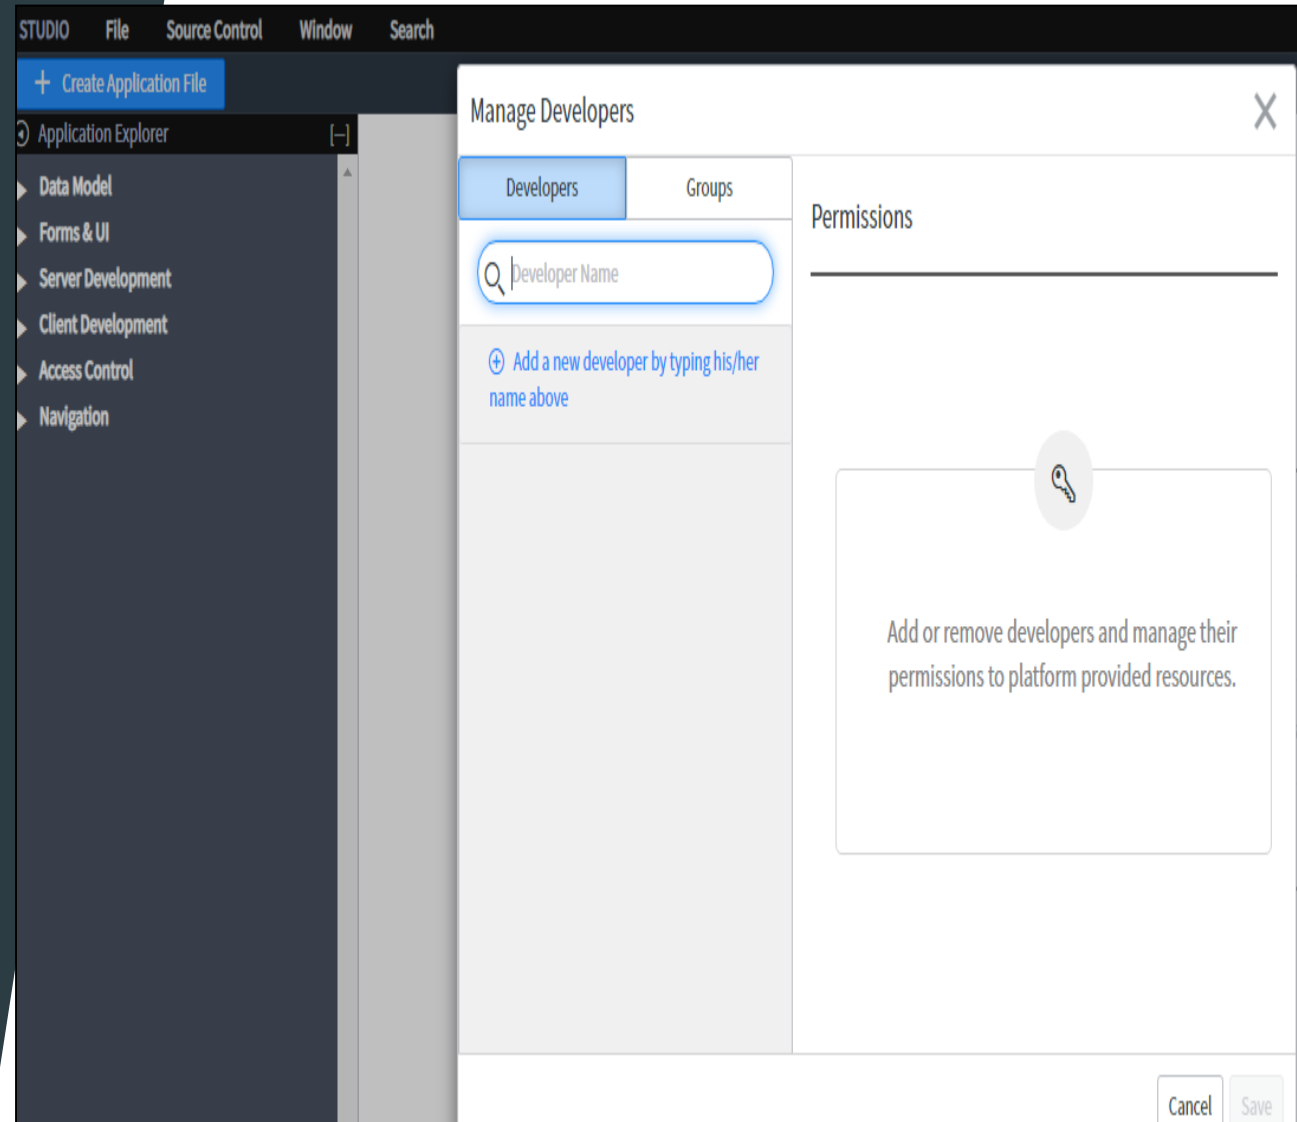 STUDIO File Source Control Window Search
+ Create Application File
Application Explorer [–]
Data Model
Forms & UI
Server Development
Client Development
Access Control
Navigation
Manage Developers X
Developers Groups
Developer Name
Add a new developer by typing his/her
name above
Permissions
Add or remove developers and manage their
permissions to platform provided resources.
Cancel Save